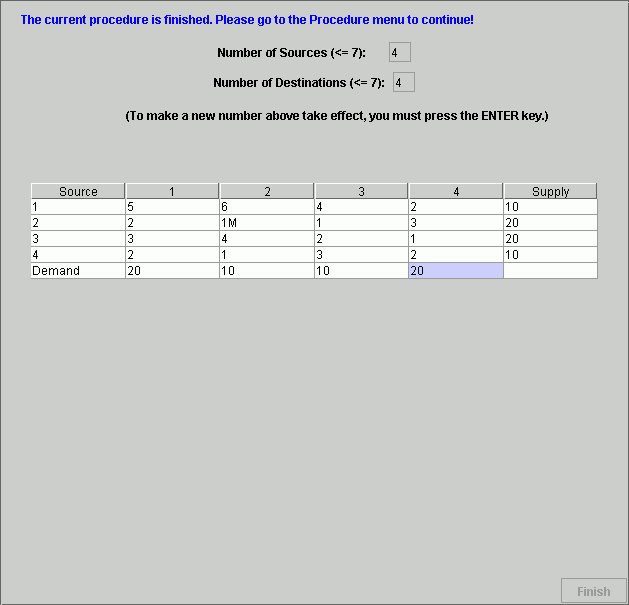 The current procedure is finished. Please go to the Procedure menu to continue!
Number of Sources (<= 7): 4
Number of Destinations (<= 7): 4
(To make a new number above take effect, you must press the ENTER key.)
Source 1 2 3 4 Supply
1 5 6 4 2 10
2 2 1M 1 3 20
3 3 4 2 1 20
4 2 1 3 2 10
Demand 20 10 10 20
Finish